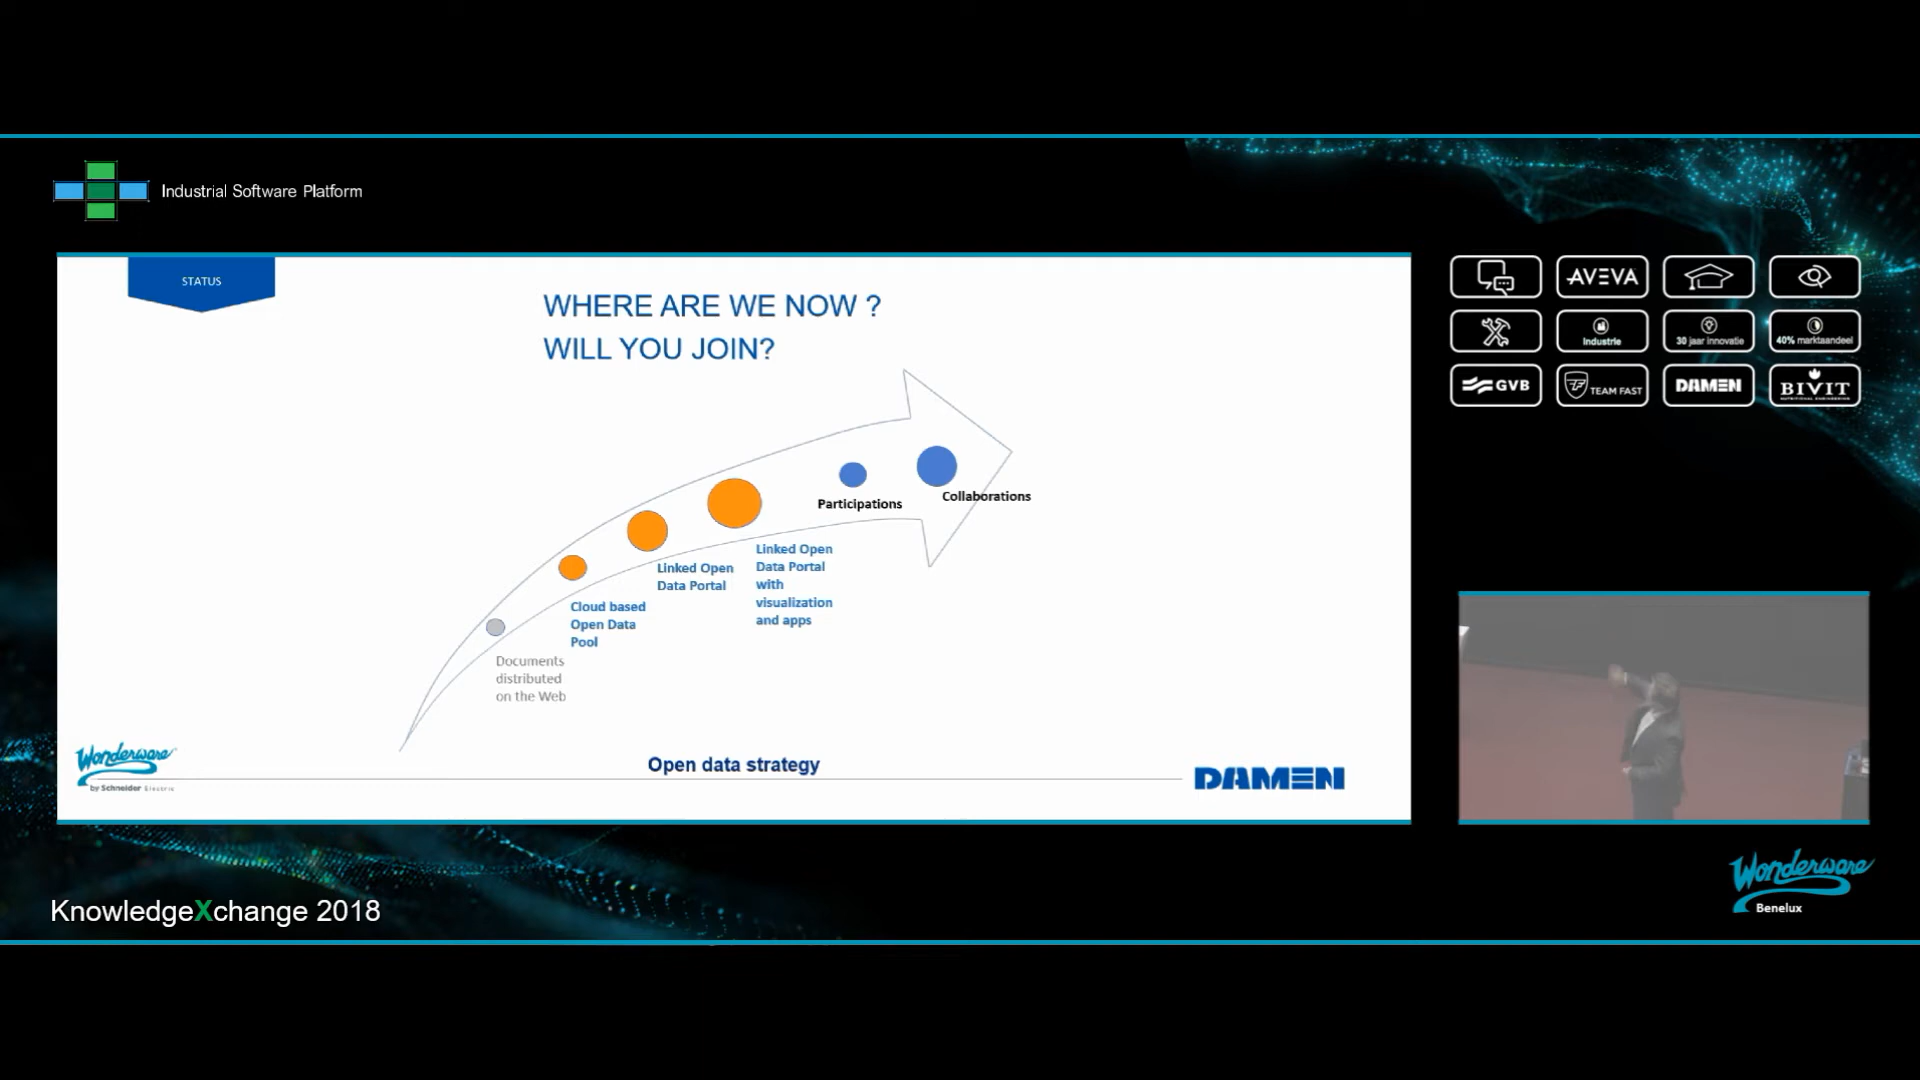 Industrial Software Platform
STATUS
WHERE ARE WE NOW ?
WILL YOU JOIN?
Participations
Collaborations
Linked Open
Data Portal
with
visualization
and apps
Linked Open
Data Portal
Cloud based
Open Data
Pool
Documents
distributed
on the Web
Wonderware
by Schneider Electric
Open data strategy
DAMEN
AVEVA
Industrie
30 jaar innovatie
40% marktaandeel
GVB
TF TEAM FAST
DAMEN
BIVIT
KnowledgeXchange 2018
Wonderware
Benelux